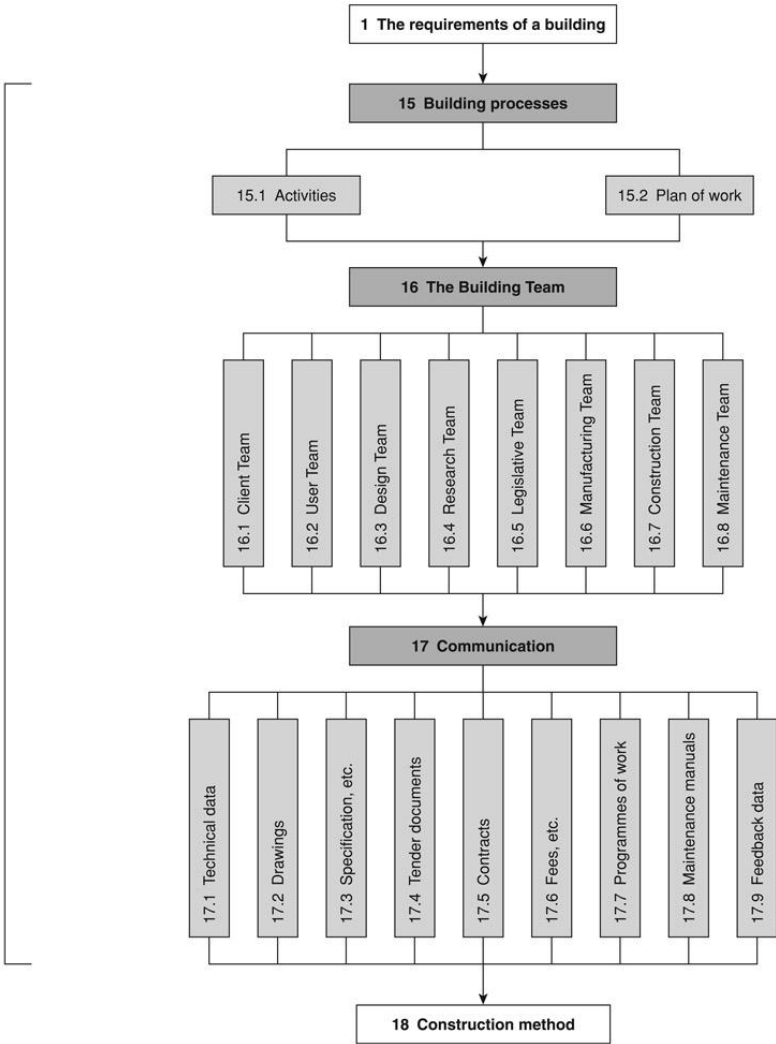 1 The requirements of a building
15 Building processes
15.1 Activities
15.2 Plan of work
16 The Building Team
16.1 Client Team
16.2 User Team
16.3 Design Team
16.4 Research Team
16.5 Legislative Team
16.6 Manufacturing Team
16.7 Construction Team
16.8 Maintenance Team
17 Communication
17.1 Technical data
17.2 Drawings
17.3 Specification, etc.
17.4 Tender documents
17.5 Contracts
17.6 Fees, etc.
17.7 Programmes of work
17.8 Maintenance manuals
17.9 Feedback data
18 Construction method